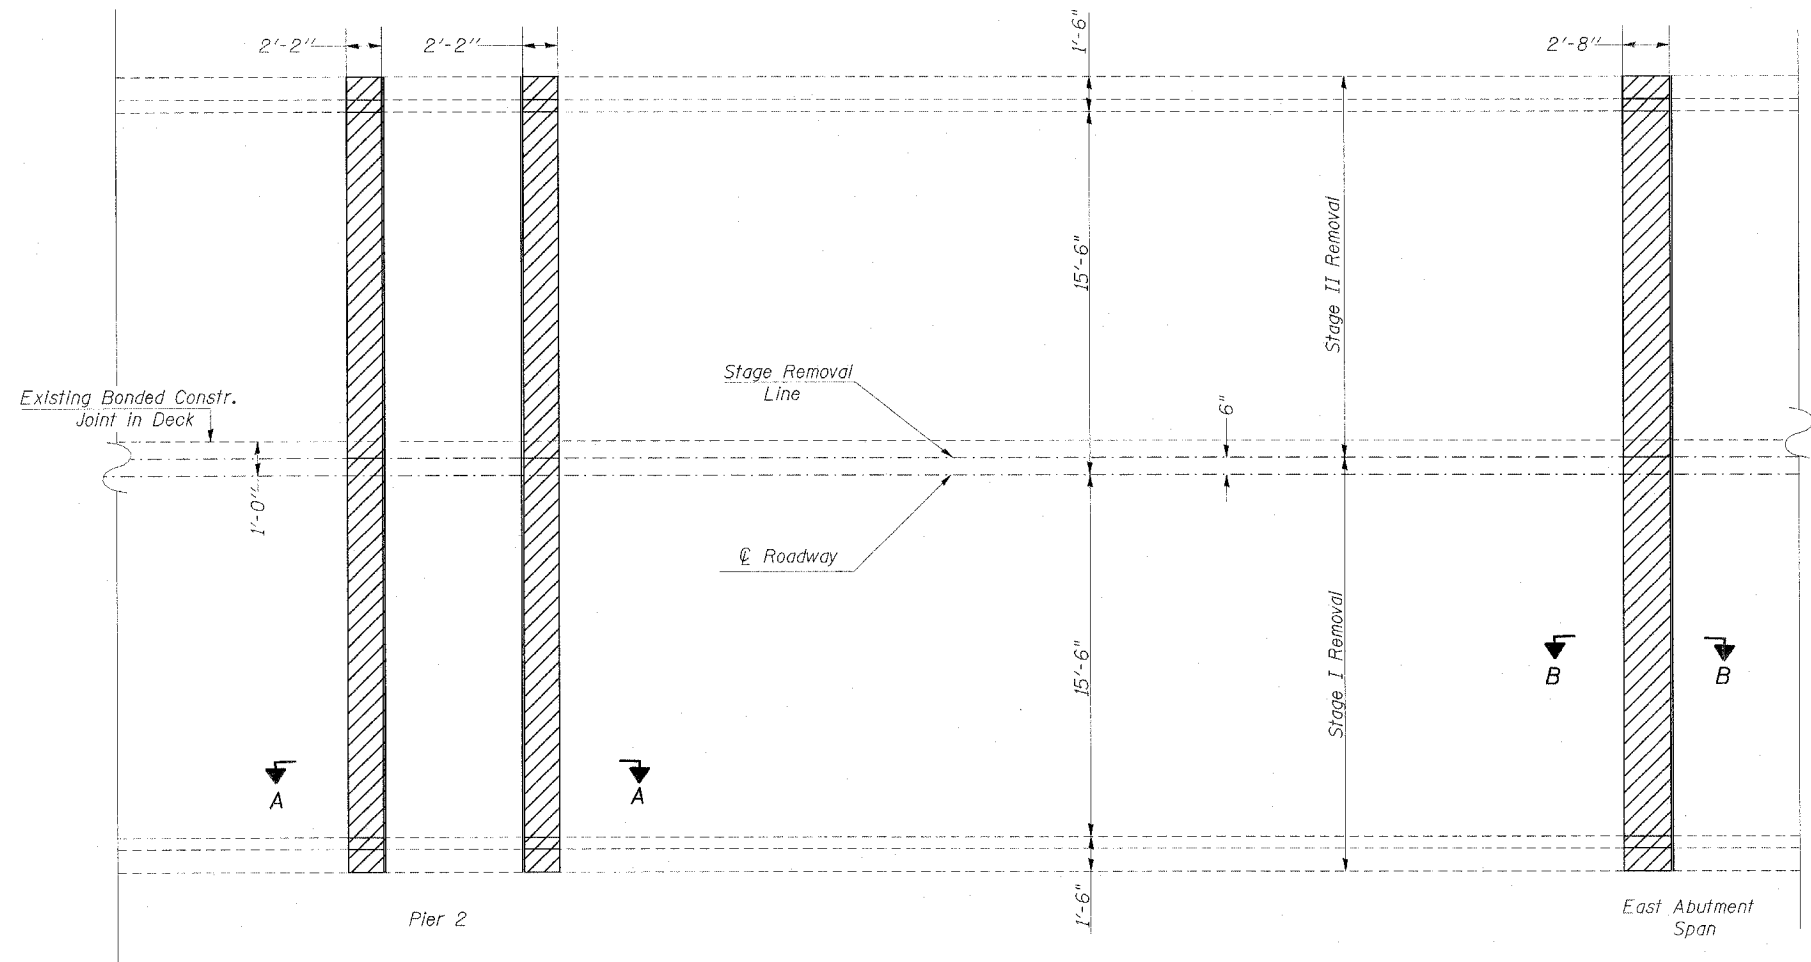 2'-2"
2'-2"
1'-6"
2'-8"
15'-6"
Stage II Removal
Stage Removal
Line
Existing Bonded Constr.
Joint in Deck
6"
1'-0"
℄ Roadway
15'-6"
Stage I Removal
B
B
A
A
1'-6"
Pier 2
East Abutment
Span